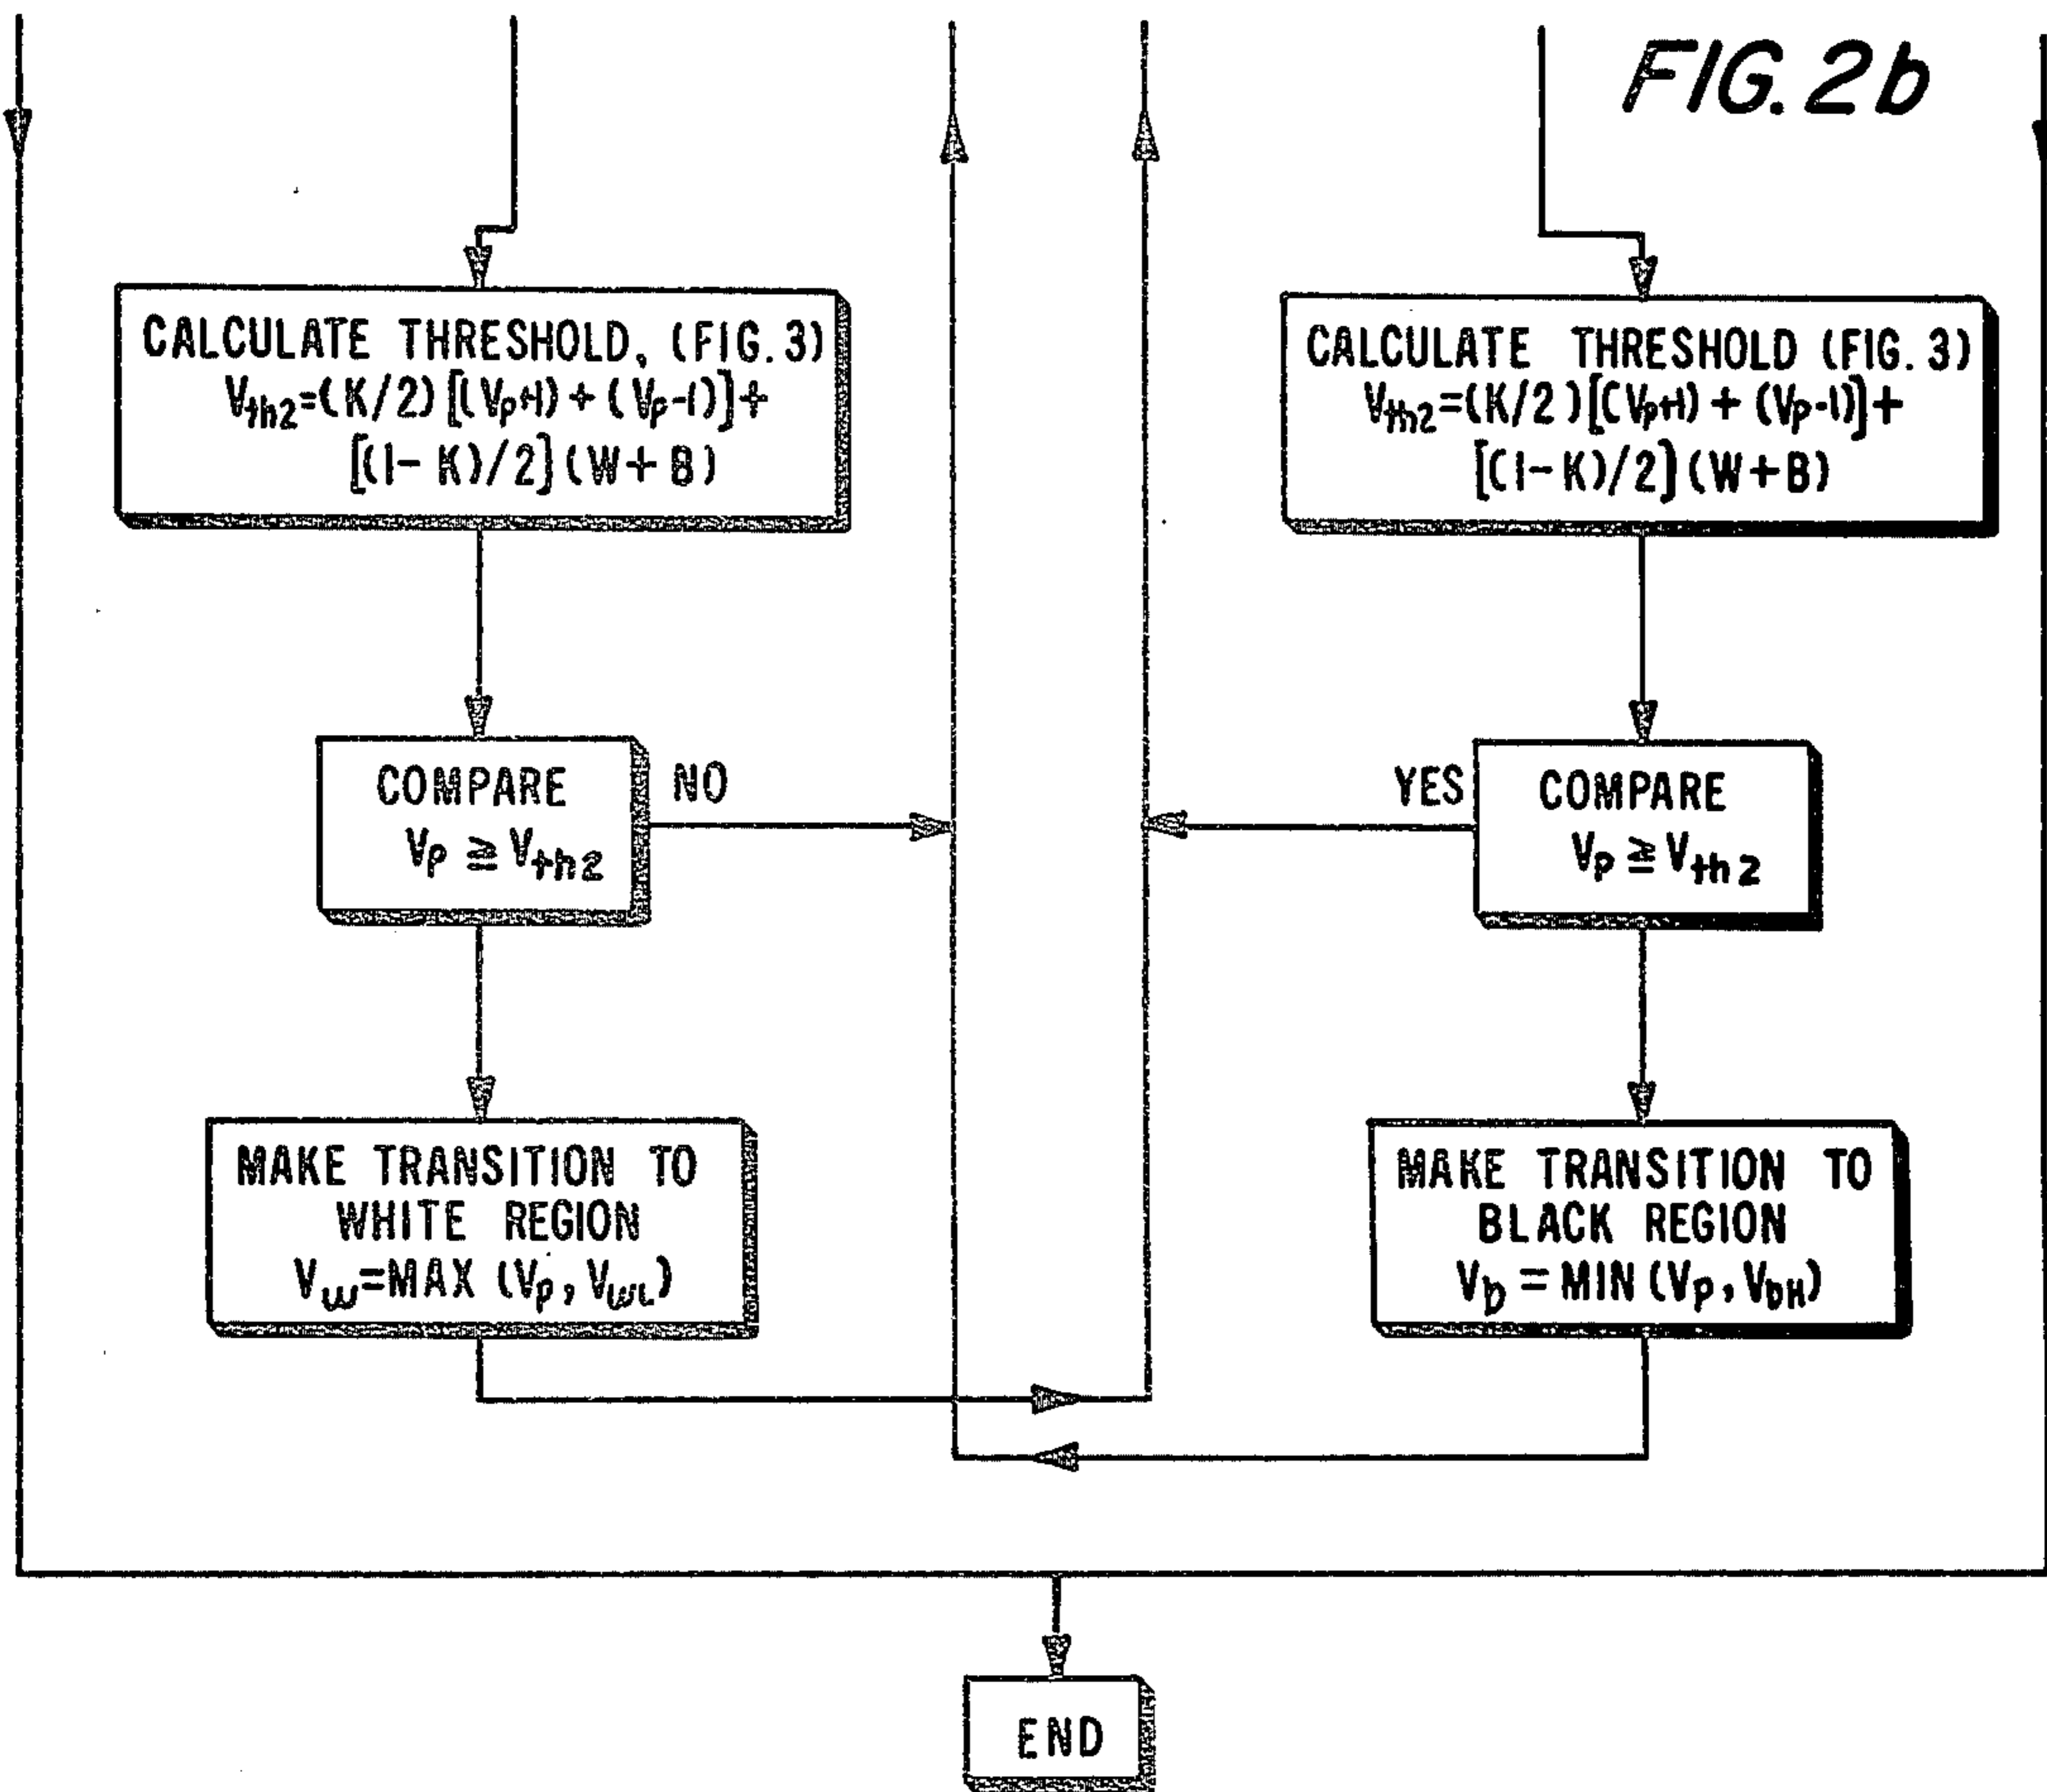 FIG. 2b
CALCULATE THRESHOLD, (FIG. 3)
Vth2=(K/2) [(Vp+1) + (Vp-1)] +
[(1-K)/2] (W+B)
CALCULATE THRESHOLD (FIG. 3)
Vth2=(K/2) [(Vp+1) + (Vp-1)] +
[(1-K)/2] (W+B)
COMPARE
Vp ≧ Vth2
NO
YES
COMPARE
Vp ≧ Vth2
MAKE TRANSITION TO
WHITE REGION
Vw=MAX (Vp, VwL)
MAKE TRANSITION TO
BLACK REGION
Vb = MIN (Vp, VbH)
END